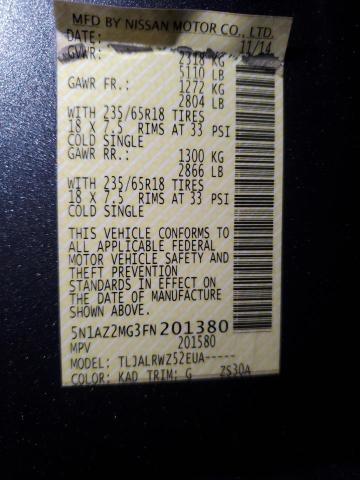 MFD BY NISSAN MOTOR CO., LTD.
DATE: 11/14
GVWR: 2318 KG
5110 LB
GAWR FR.: 1272 KG
2804 LB
WITH 235/65R18 TIRES
18 X 7.5 RIMS AT 33 PSI
COLD SINGLE
GAWR RR.: 1300 KG
2866 LB
WITH 235/65R18 TIRES
18 X 7.5 RIMS AT 33 PSI
COLD SINGLE
THIS VEHICLE CONFORMS TO
ALL APPLICABLE FEDERAL
MOTOR VEHICLE SAFETY AND
THEFT PREVENTION
STANDARDS IN EFFECT ON
THE DATE OF MANUFACTURE
SHOWN ABOVE.
5N1AZ2MG3FN201380
MPV 201580
MODEL: TLJALRWZ52EUA-----
COLOR: KAD TRIM: G ZS30A